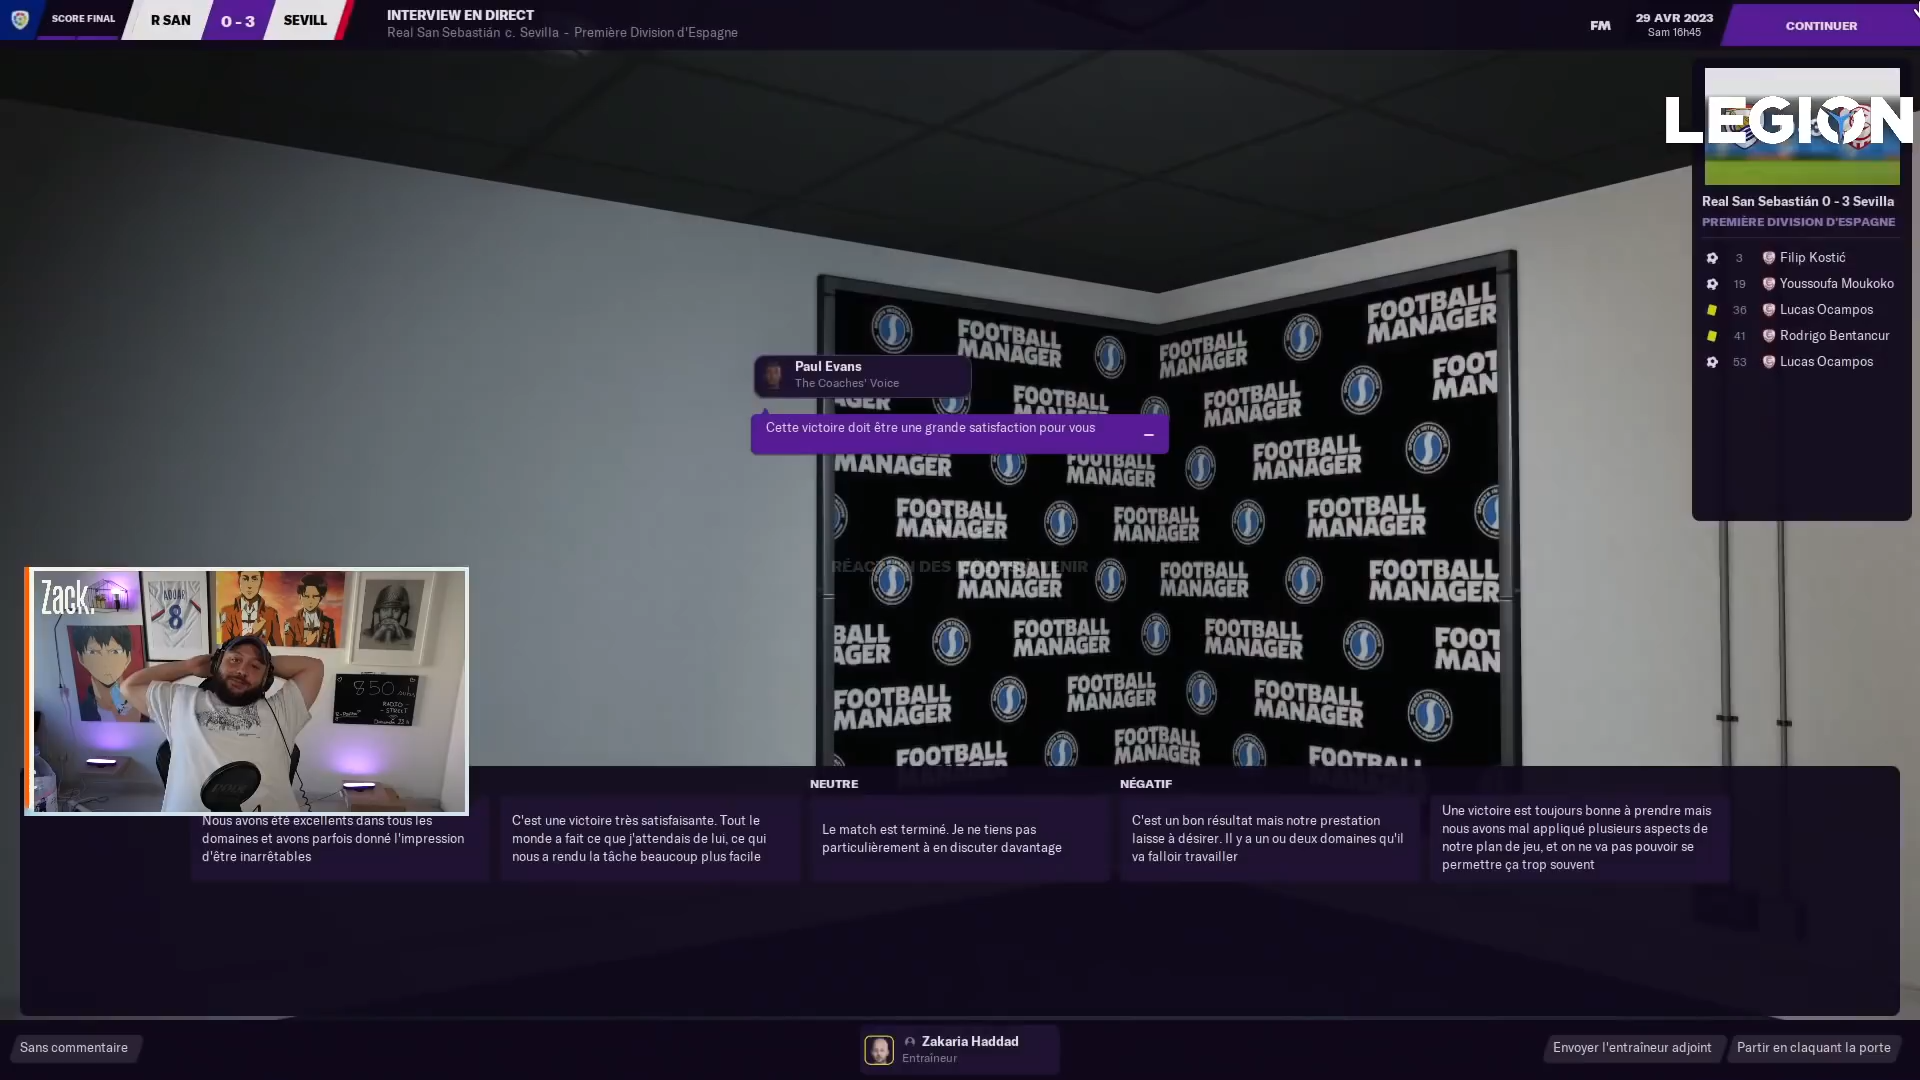 SCORE FINAL
R SAN
0 - 3
SEVILL
INTERVIEW EN DIRECT
Real San Sebastián c. Sevilla - Première Division d'Espagne
FM
29 AVR 2023
Sam 16h45
CONTINUER
LEGION
Real San Sebastián 0 - 3 Sevilla
PREMIÈRE DIVISION D'ESPAGNE
3 Filip Kostić
19 Youssoufa Moukoko
36 Lucas Ocampos
41 Rodrigo Bentancur
53 Lucas Ocampos
Paul Evans
The Coaches' Voice
Cette victoire doit être une grande satisfaction pour vous
FOOTBALL MANAGER
Zack.
AOUAR
8
850
RADIO
STREET
NEUTRE
NÉGATIF
Nous avons été excellents dans tous les
domaines et avons parfois donné l'impression
d'être inarrêtables
C'est une victoire très satisfaisante. Tout le
monde a fait ce que j'attendais de lui, ce qui
nous a rendu la tâche beaucoup plus facile
Le match est terminé. Je ne tiens pas
particulièrement à en discuter davantage
C'est un bon résultat mais notre prestation
laisse à désirer. Il y a un ou deux domaines qu'il
va falloir travailler
Une victoire est toujours bonne à prendre mais
nous avons mal appliqué plusieurs aspects de
notre plan de jeu, et on ne va pas pouvoir se
permettre ça trop souvent
Sans commentaire
Zakaria Haddad
Entraîneur
Envoyer l'entraîneur adjoint
Partir en claquant la porte